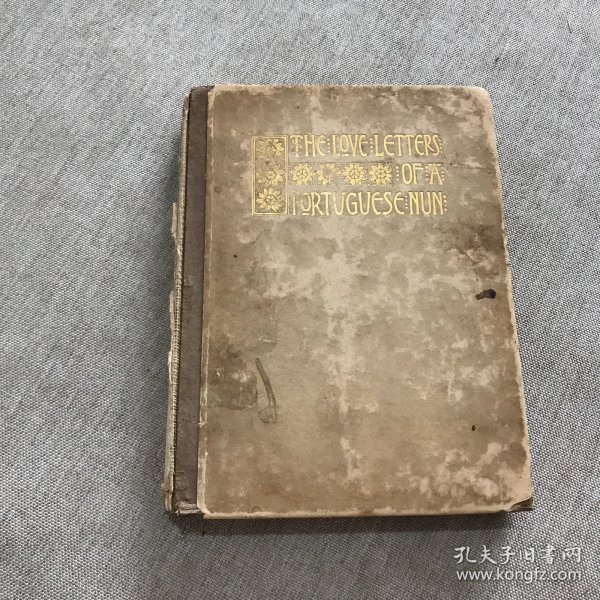 THE LOVE LETTERS
OF A
PORTUGUESE NUN
孔夫子旧书网
www.kongfz.com